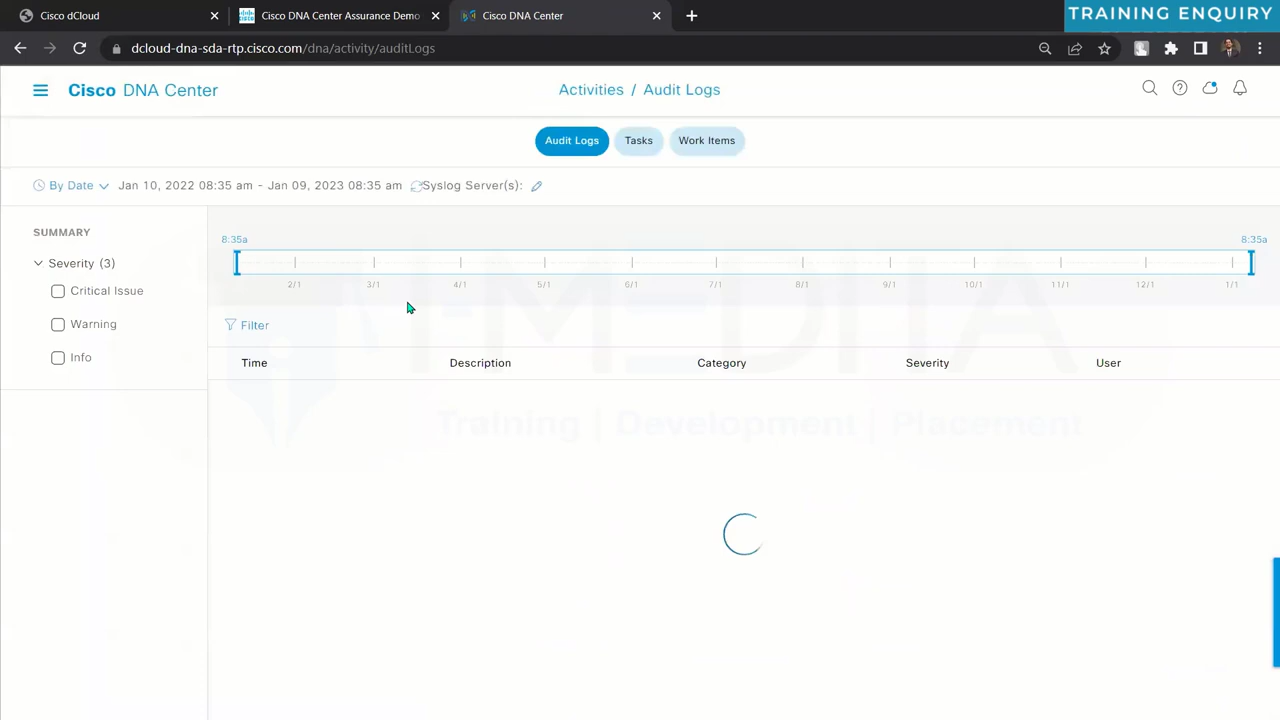 Cisco dCloud
Cisco DNA Center Assurance Demo
Cisco DNA Center
TRAINING ENQUIRY
dcloud-dna-sda-rtp.cisco.com/dna/activity/auditLogs
Cisco DNA Center
Activities / Audit Logs
Audit Logs
Tasks
Work Items
By Date
Jan 10, 2022 08:35 am - Jan 09, 2023 08:35 am
Syslog Server(s):
SUMMARY
Severity (3)
Critical Issue
Warning
Info
8:35a
8:35a
2/1
3/1
4/1
5/1
6/1
7/1
8/1
9/1
10/1
11/1
12/1
1/1
Filter
Time
Description
Category
Severity
User
Training | Development | Placement